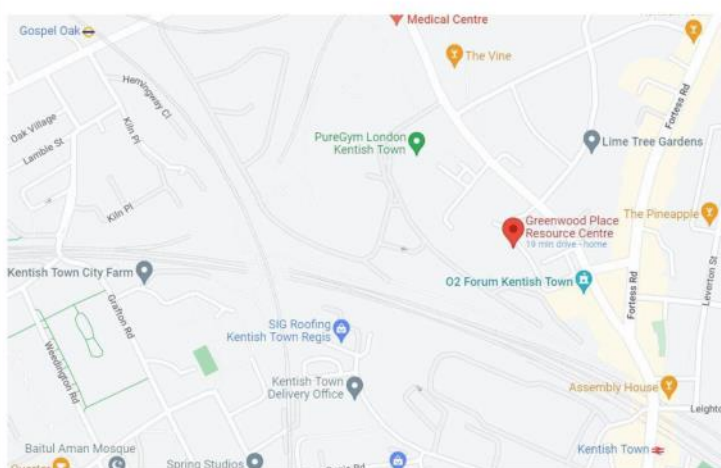 Gospel Oak
Medical Centre
The Vine
Fortess Rd
Hemingway Cl
Oak Village
Kiln Pl
Lamble St
PureGym London
Kentish Town
Lime Tree Gardens
Kiln Pl
Greenwood Place
Resource Centre
19 min drive - home
The Pineapple
Leverton St
Kentish Town City Farm
O2 Forum Kentish Town
Fortess Rd
Grafton Rd
SIG Roofing
Kentish Town Regis
Weedington Rd
Kentish Town
Delivery Office
Assembly House
Leight
Baitul Aman Mosque
Kentish Town
Spring Studios
Rd